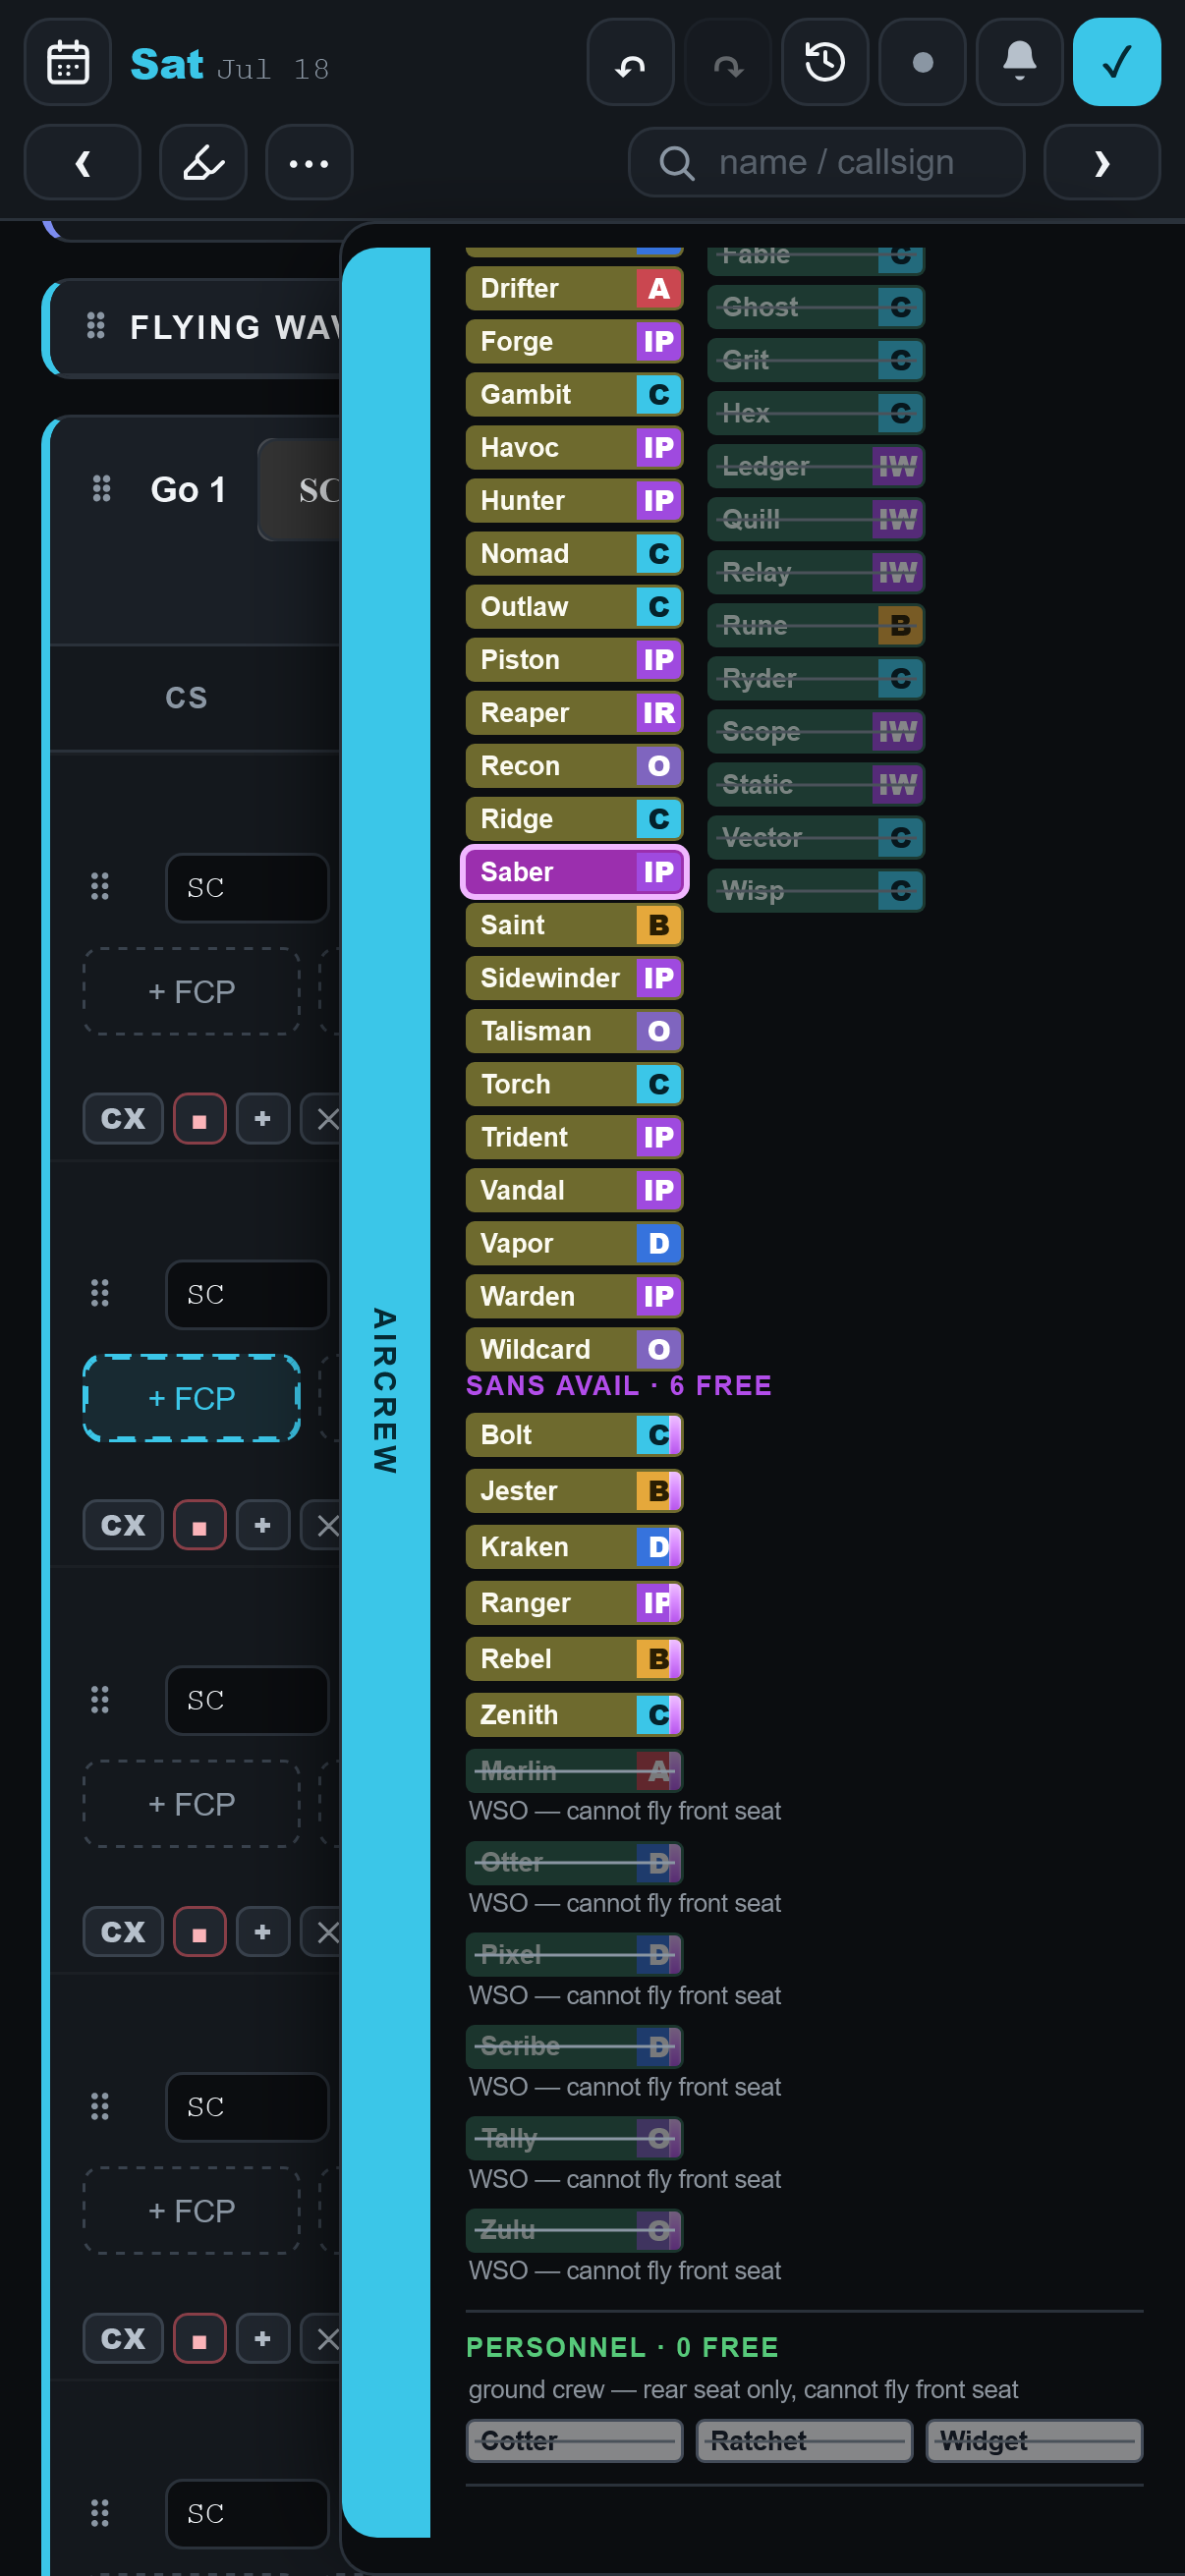 Sat Jul 18
name / callsign
FLYING WAV
Go 1 SC
CS
SC
+ FCP
CX + ×
SC
+ FCP
CX + ×
SC
+ FCP
CX + ×
SC
+ FCP
CX + ×
SC
AIRCREW
Drifter A
Forge IP
Gambit C
Havoc IP
Hunter IP
Nomad C
Outlaw C
Piston IP
Reaper IR
Recon O
Ridge C
Saber IP
Saint B
Sidewinder IP
Talisman O
Torch C
Trident IP
Vandal IP
Vapor D
Warden IP
Wildcard O
Fable C
Ghost C
Grit C
Hex C
Ledger IW
Quill IW
Relay IW
Rune B
Ryder C
Scope IW
Static IW
Vector C
Wisp C
SANS AVAIL · 6 FREE
Bolt C
Jester B
Kraken D
Ranger IP
Rebel B
Zenith C
Marlin A
WSO — cannot fly front seat
Otter D
WSO — cannot fly front seat
Pixel D
WSO — cannot fly front seat
Scribe D
WSO — cannot fly front seat
Tally O
WSO — cannot fly front seat
Zulu O
WSO — cannot fly front seat
PERSONNEL · 0 FREE
ground crew — rear seat only, cannot fly front seat
Cotter Ratchet Widget